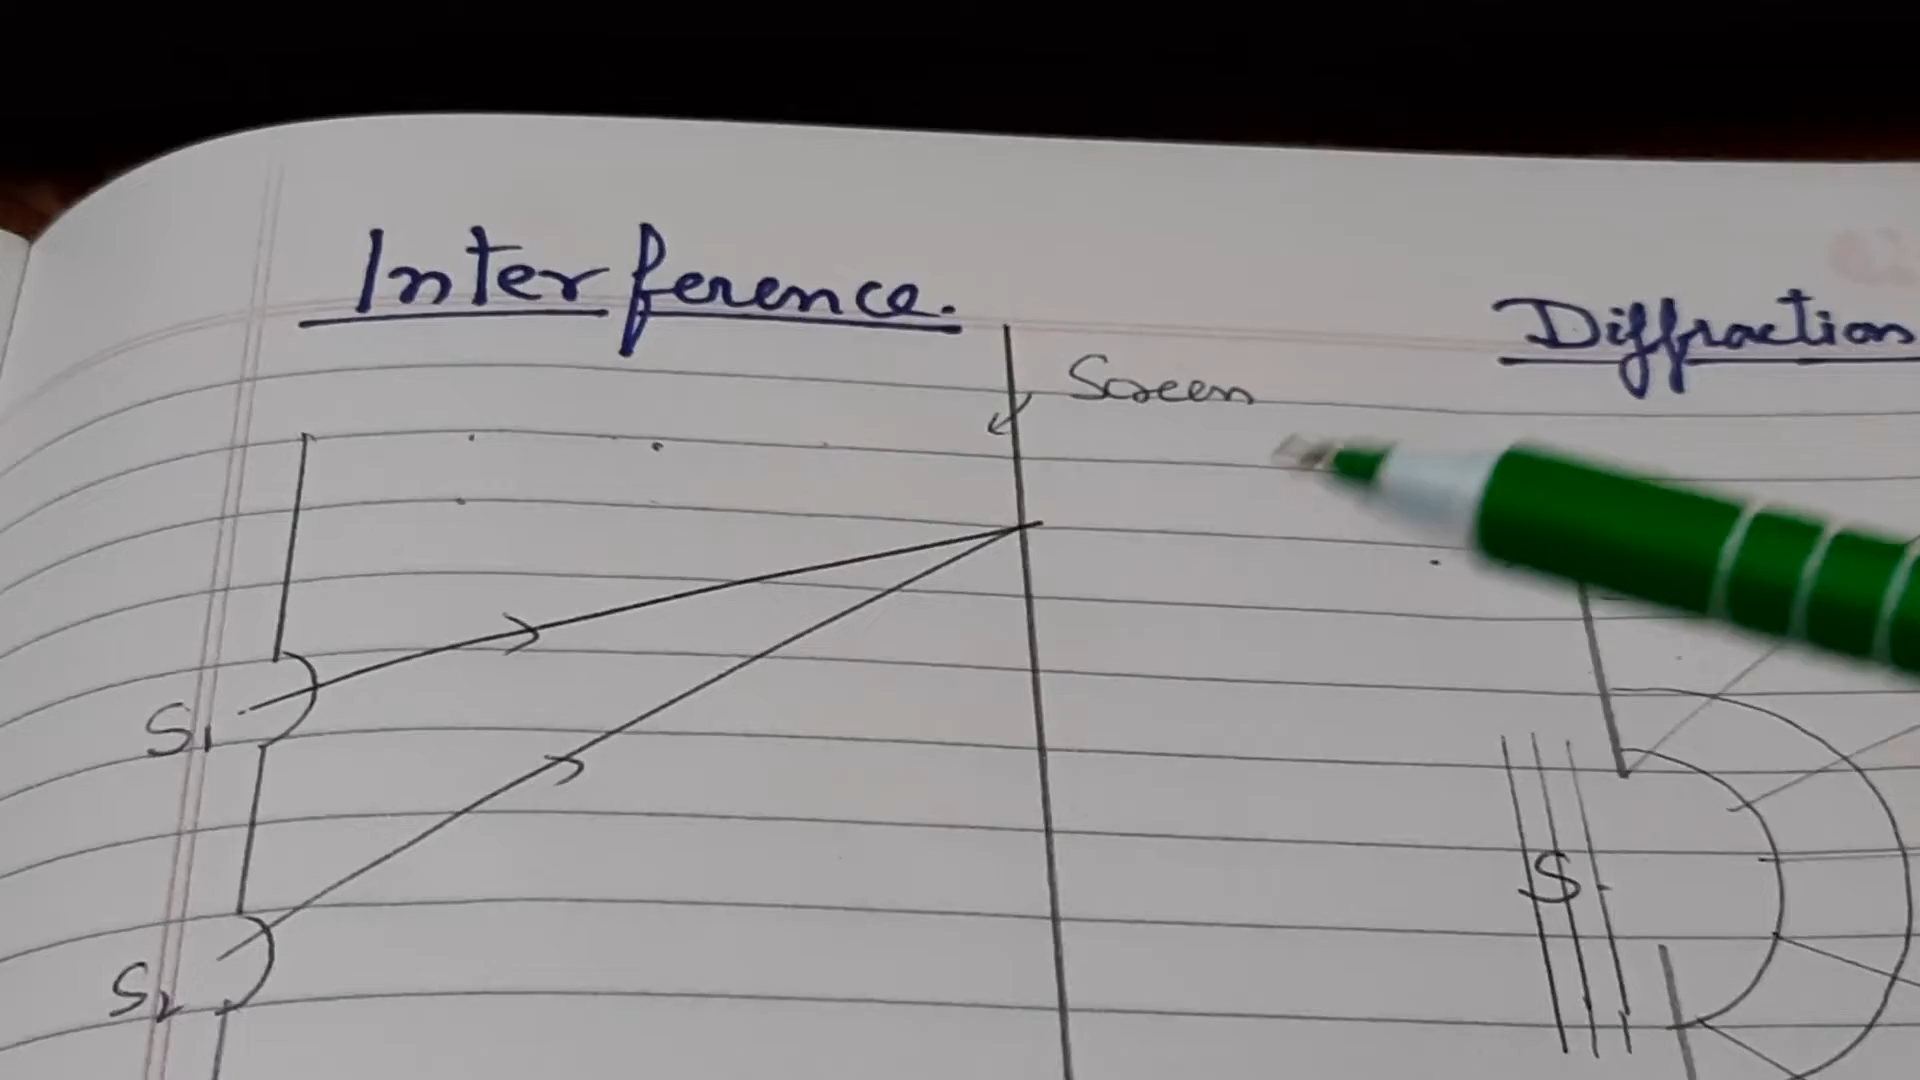 Interference.
Diffraction
Screen
S1
S
S2